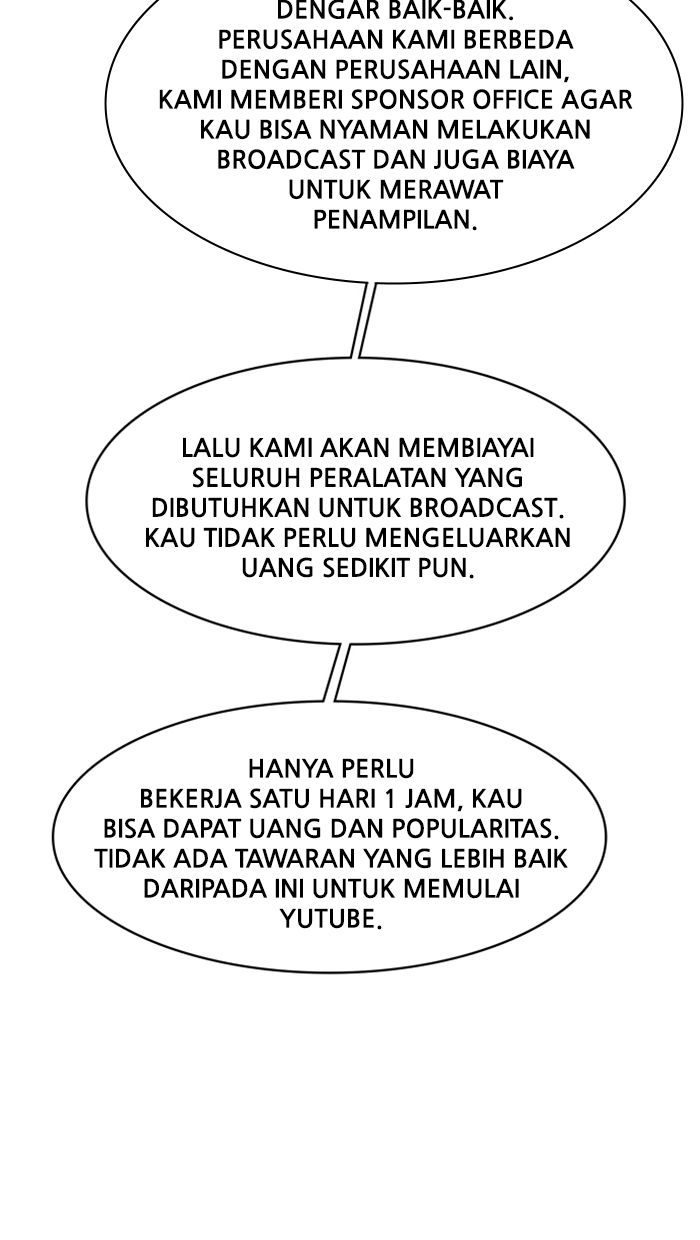 DENGAR BAIK-BAIK.
PERUSAHAAN KAMI BERBEDA
DENGAN PERUSAHAAN LAIN,
KAMI MEMBERI SPONSOR OFFICE AGAR
KAU BISA NYAMAN MELAKUKAN
BROADCAST DAN JUGA BIAYA
UNTUK MERAWAT
PENAMPILAN.
LALU KAMI AKAN MEMBIAYAI
SELURUH PERALATAN YANG
DIBUTUHKAN UNTUK BROADCAST.
KAU TIDAK PERLU MENGELUARKAN
UANG SEDIKIT PUN.
HANYA PERLU
BEKERJA SATU HARI 1 JAM, KAU
BISA DAPAT UANG DAN POPULARITAS.
TIDAK ADA TAWARAN YANG LEBIH BAIK
DARIPADA INI UNTUK MEMULAI
YUTUBE.